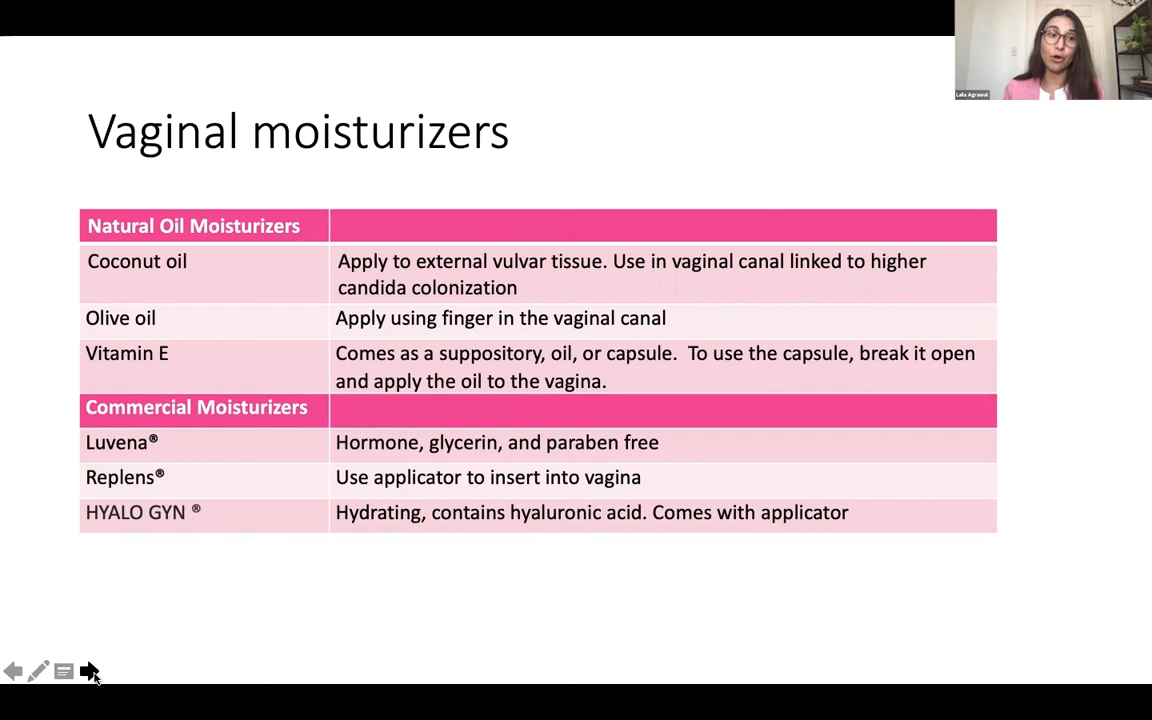 Laila Agrawal
Vaginal moisturizers
Natural Oil Moisturizers
Coconut oil
Apply to external vulvar tissue. Use in vaginal canal linked to higher
candida colonization
Olive oil
Apply using finger in the vaginal canal
Vitamin E
Comes as a suppository, oil, or capsule. To use the capsule, break it open
and apply the oil to the vagina.
Commercial Moisturizers
Luvena®
Hormone, glycerin, and paraben free
Replens®
Use applicator to insert into vagina
HYALO GYN ®
Hydrating, contains hyaluronic acid. Comes with applicator